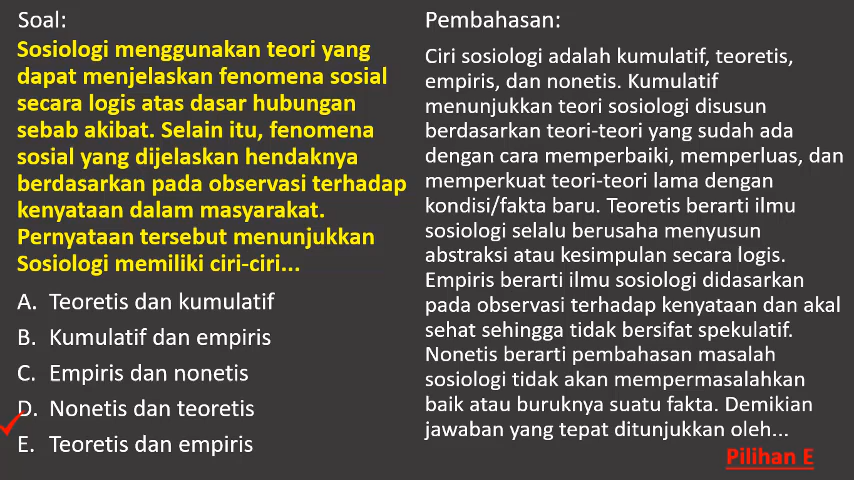 Soal:
Sosiologi menggunakan teori yang
dapat menjelaskan fenomena sosial
secara logis atas dasar hubungan
sebab akibat. Selain itu, fenomena
sosial yang dijelaskan hendaknya
berdasarkan pada observasi terhadap
kenyataan dalam masyarakat.
Pernyataan tersebut menunjukkan
Sosiologi memiliki ciri-ciri...
A. Teoretis dan kumulatif
B. Kumulatif dan empiris
C. Empiris dan nonetis
D. Nonetis dan teoretis
E. Teoretis dan empiris
Pembahasan:
Ciri sosiologi adalah kumulatif, teoretis,
empiris, dan nonetis. Kumulatif
menunjukkan teori sosiologi disusun
berdasarkan teori-teori yang sudah ada
dengan cara memperbaiki, memperluas, dan
memperkuat teori-teori lama dengan
kondisi/fakta baru. Teoretis berarti ilmu
sosiologi selalu berusaha menyusun
abstraksi atau kesimpulan secara logis.
Empiris berarti ilmu sosiologi didasarkan
pada observasi terhadap kenyataan dan akal
sehat sehingga tidak bersifat spekulatif.
Nonetis berarti pembahasan masalah
sosiologi tidak akan mempermasalahkan
baik atau buruknya suatu fakta. Demikian
jawaban yang tepat ditunjukkan oleh...
Pilihan E